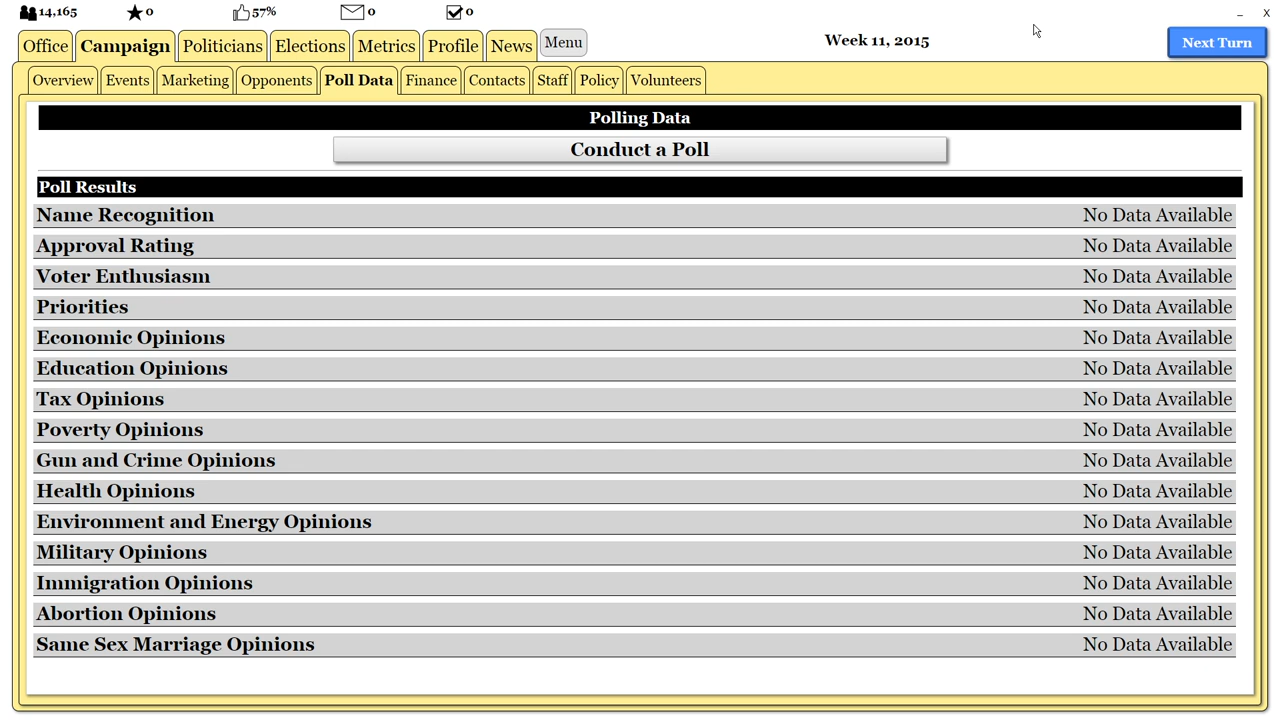 14,165 0 57% 0 0 _ X
Office Campaign Politicians Elections Metrics Profile News Menu Week 11, 2015 Next Turn
Overview Events Marketing Opponents Poll Data Finance Contacts Staff Policy Volunteers
Polling Data
Conduct a Poll
Poll Results
Name Recognition No Data Available
Approval Rating No Data Available
Voter Enthusiasm No Data Available
Priorities No Data Available
Economic Opinions No Data Available
Education Opinions No Data Available
Tax Opinions No Data Available
Poverty Opinions No Data Available
Gun and Crime Opinions No Data Available
Health Opinions No Data Available
Environment and Energy Opinions No Data Available
Military Opinions No Data Available
Immigration Opinions No Data Available
Abortion Opinions No Data Available
Same Sex Marriage Opinions No Data Available